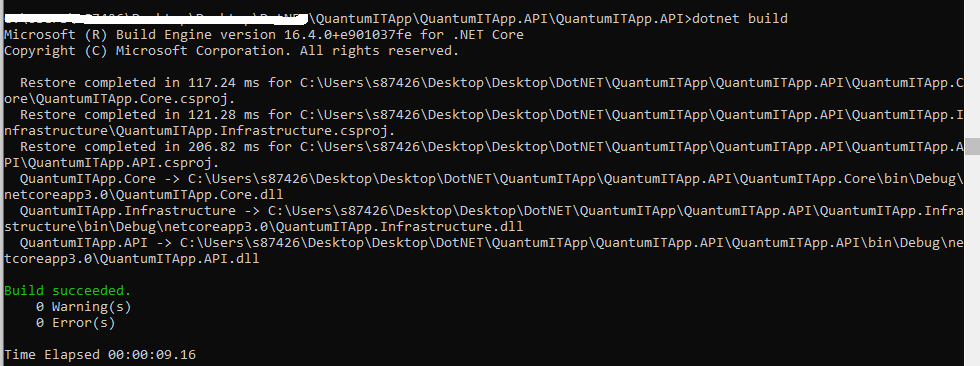 \QuantumITApp\QuantumITApp.API\QuantumITApp.API>dotnet build
Microsoft (R) Build Engine version 16.4.0+e901037fe for .NET Core
Copyright (C) Microsoft Corporation. All rights reserved.
Restore completed in 117.24 ms for C:\Users\s87426\Desktop\Desktop\DotNET\QuantumITApp\QuantumITApp.API\QuantumITApp.C
ore\QuantumITApp.Core.csproj.
Restore completed in 121.28 ms for C:\Users\s87426\Desktop\Desktop\DotNET\QuantumITApp\QuantumITApp.API\QuantumITApp.I
nfrastructure\QuantumITApp.Infrastructure.csproj.
Restore completed in 206.82 ms for C:\Users\s87426\Desktop\Desktop\DotNET\QuantumITApp\QuantumITApp.API\QuantumITApp.A
PI\QuantumITApp.API.csproj.
QuantumITApp.Core -> C:\Users\s87426\Desktop\Desktop\DotNET\QuantumITApp\QuantumITApp.API\QuantumITApp.Core\bin\Debug\
netcoreapp3.0\QuantumITApp.Core.dll
QuantumITApp.Infrastructure -> C:\Users\s87426\Desktop\Desktop\DotNET\QuantumITApp\QuantumITApp.API\QuantumITApp.Infra
structure\bin\Debug\netcoreapp3.0\QuantumITApp.Infrastructure.dll
QuantumITApp.API -> C:\Users\s87426\Desktop\Desktop\DotNET\QuantumITApp\QuantumITApp.API\QuantumITApp.API\bin\Debug\ne
tcoreapp3.0\QuantumITApp.API.dll
Build succeeded.
0 Warning(s)
0 Error(s)
Time Elapsed 00:00:09.16